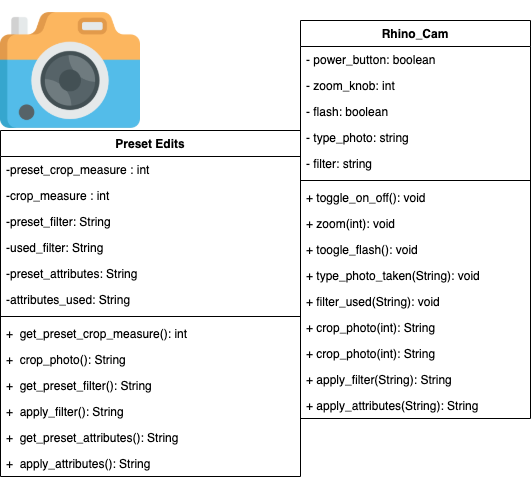 Preset Edits
-preset_crop_measure : int
-crop_measure : int
-preset_filter: String
-used_filter: String
-preset_attributes: String
-attributes_used: String
+ get_preset_crop_measure(): int
+ crop_photo(): String
+ get_preset_filter(): String
+ apply_filter(): String
+ get_preset_attributes(): String
+ apply_attributes(): String
Rhino_Cam
- power_button: boolean
- zoom_knob: int
- flash: boolean
- type_photo: string
- filter: string
+ toggle_on_off(): void
+ zoom(int): void
+ toogle_flash(): void
+ type_photo_taken(String): void
+ filter_used(String): void
+ crop_photo(int): String
+ crop_photo(int): String
+ apply_filter(String): String
+ apply_attributes(String): String